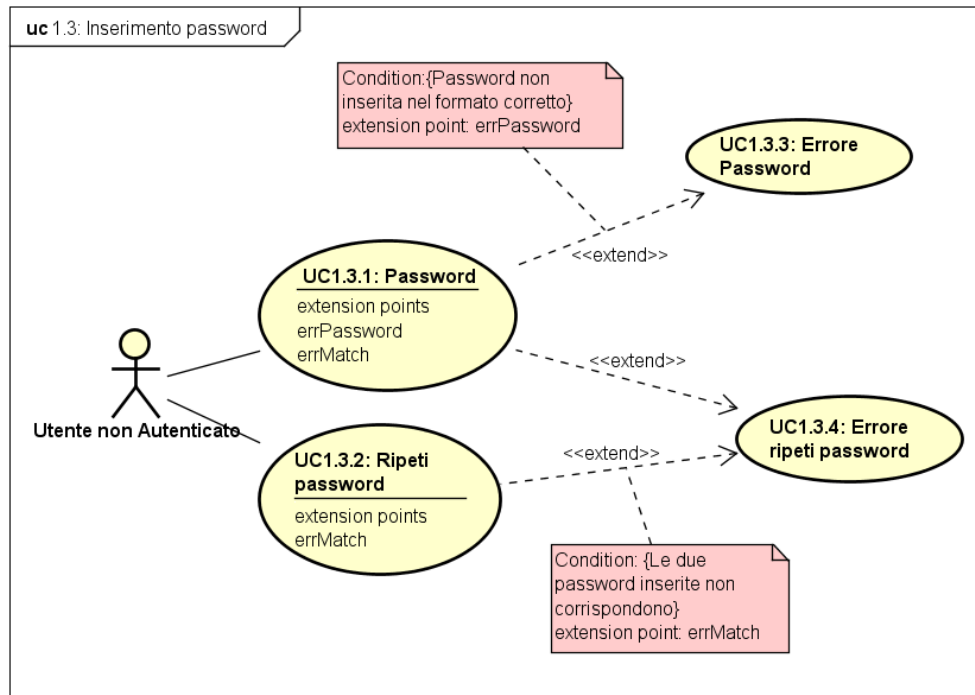 uc 1.3: Inserimento password
Condition:{Password non
inserita nel formato corretto}
extension point: errPassword
UC1.3.3: Errore
Password
<<extend>>
UC1.3.1: Password
extension points
errPassword
errMatch
<<extend>>
Utente non Autenticato
UC1.3.4: Errore
ripeti password
<<extend>>
UC1.3.2: Ripeti
password
extension points
errMatch
Condition: {Le due
password inserite non
corrispondono}
extension point: errMatch